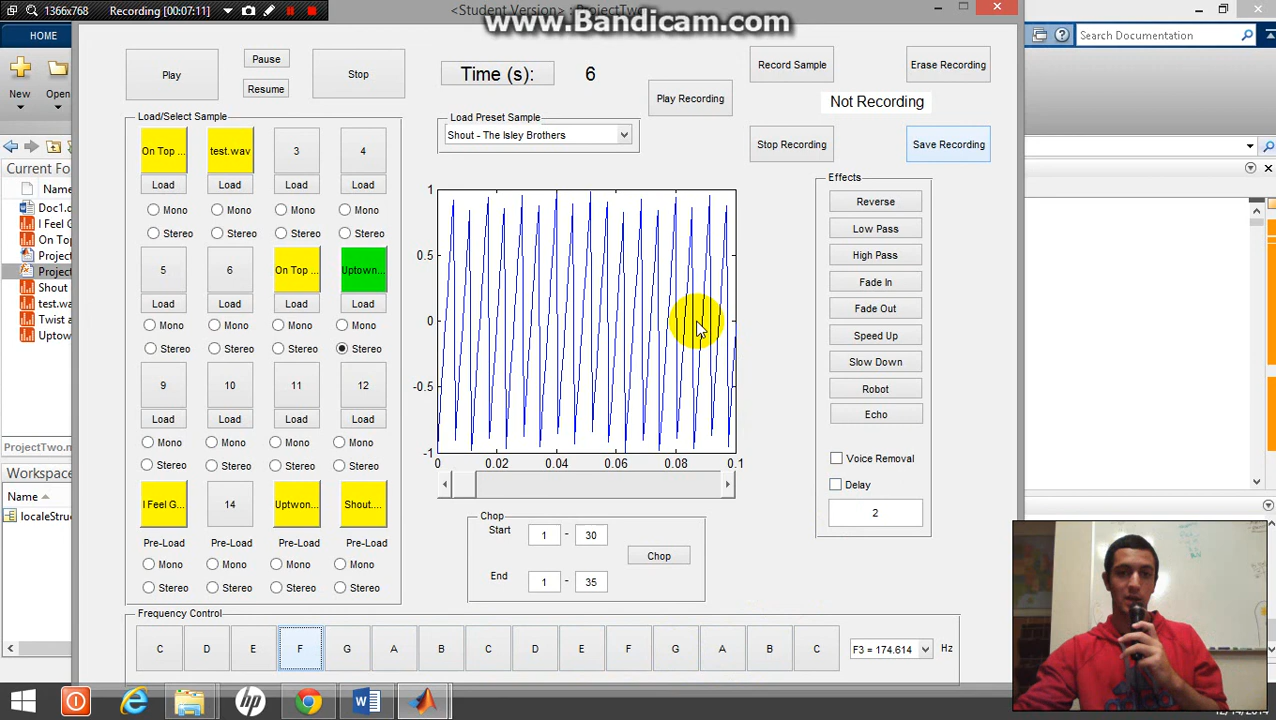 1366x768 Recording [00:07:11]
<Student Version> : ProjectTwo
www.Bandicam.com
HOME
Search Documentation
New
Open
Play
Pause
Resume
Stop
Time (s): 6
Play Recording
Record Sample
Erase Recording
Not Recording
Stop Recording
Save Recording
Load Preset Sample
Shout - The Isley Brothers
Load/Select Sample
On Top ... test.wav 3 4
Load Load Load Load
Mono Mono Mono Mono
Stereo Stereo Stereo Stereo
5 6 On Top ... Uptown...
Load Load Load Load
Mono Mono Mono Mono
Stereo Stereo Stereo Stereo
9 10 11 12
Load Load Load Load
Mono Mono Mono Mono
Stereo Stereo Stereo Stereo
I Feel G... 14 Uptwon... Shout....
Pre-Load Pre-Load Pre-Load Pre-Load
Mono Mono Mono Mono
Stereo Stereo Stereo Stereo
1
0.5
0
-0.5
-1
0 0.02 0.04 0.06 0.08 0.1
Chop
Start 1 - 30
Chop
End 1 - 35
Effects
Reverse
Low Pass
High Pass
Fade In
Fade Out
Speed Up
Slow Down
Robot
Echo
Voice Removal
Delay
2
Frequency Control
C D E F G A B C D E F G A B C
F3 = 174.614 Hz
Current Fo
Name
Doc1.
I Feel G
On Top
Project
Project
Shout
test.wa
Twist a
Uptow
ProjectTwo.m
Workspace
Name
localeStruc
12/14/2014